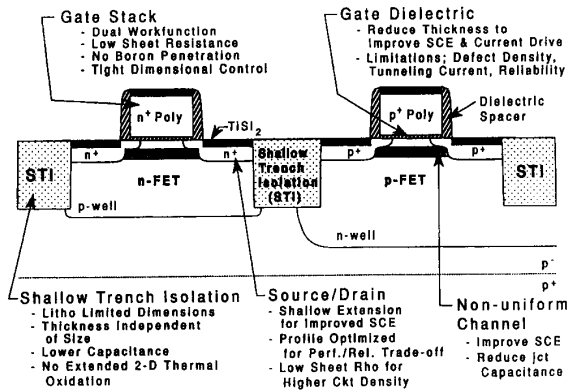 Gate Stack
- Dual Workfunction
- Low Sheet Resistance
- No Boron Penetration
- Tight Dimensional Control
Gate Dielectric
- Reduce Thickness to
Improve SCE & Current Drive
- Limitations; Defect Density,
Tunneling Current, Reliability
n+ Poly
TiSi2
p+ Poly
Dielectric
Spacer
STI
n+
n-FET
n+
Shallow
Trench
Isolation
(STI)
p+
p-FET
p+
STI
p-well
n-well
p-
p+
Shallow Trench Isolation
- Litho Limited Dimensions
- Thickness Independent
of Size
- Lower Capacitance
- No Extended 2-D Thermal
Oxidation
Source/Drain
- Shallow Extension
for Improved SCE
- Profile Optimized
for Perf./Rel. Trade-off
- Low Sheet Rho for
Higher Ckt Density
Non-uniform
Channel
- Improve SCE
- Reduce jct
Capacitance